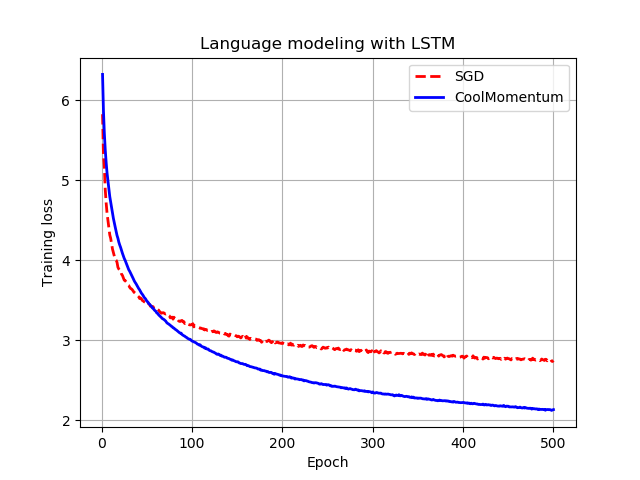 Language modeling with LSTM
SGD
CoolMomentum
Training loss
6
5
4
3
2
0 100 200 300 400 500
Epoch